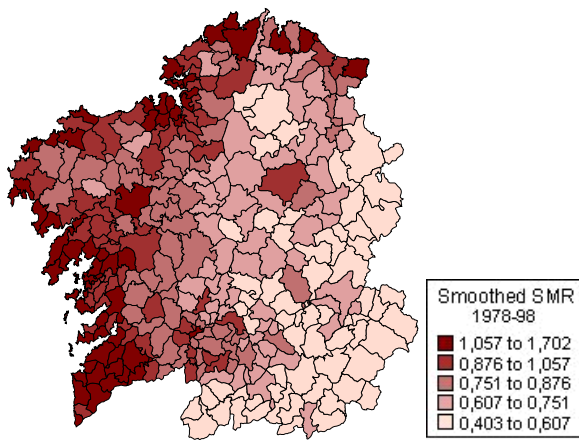 Smoothed SMR
1978-98
1,057 to 1,702
0,876 to 1,057
0,751 to 0,876
0,607 to 0,751
0,403 to 0,607